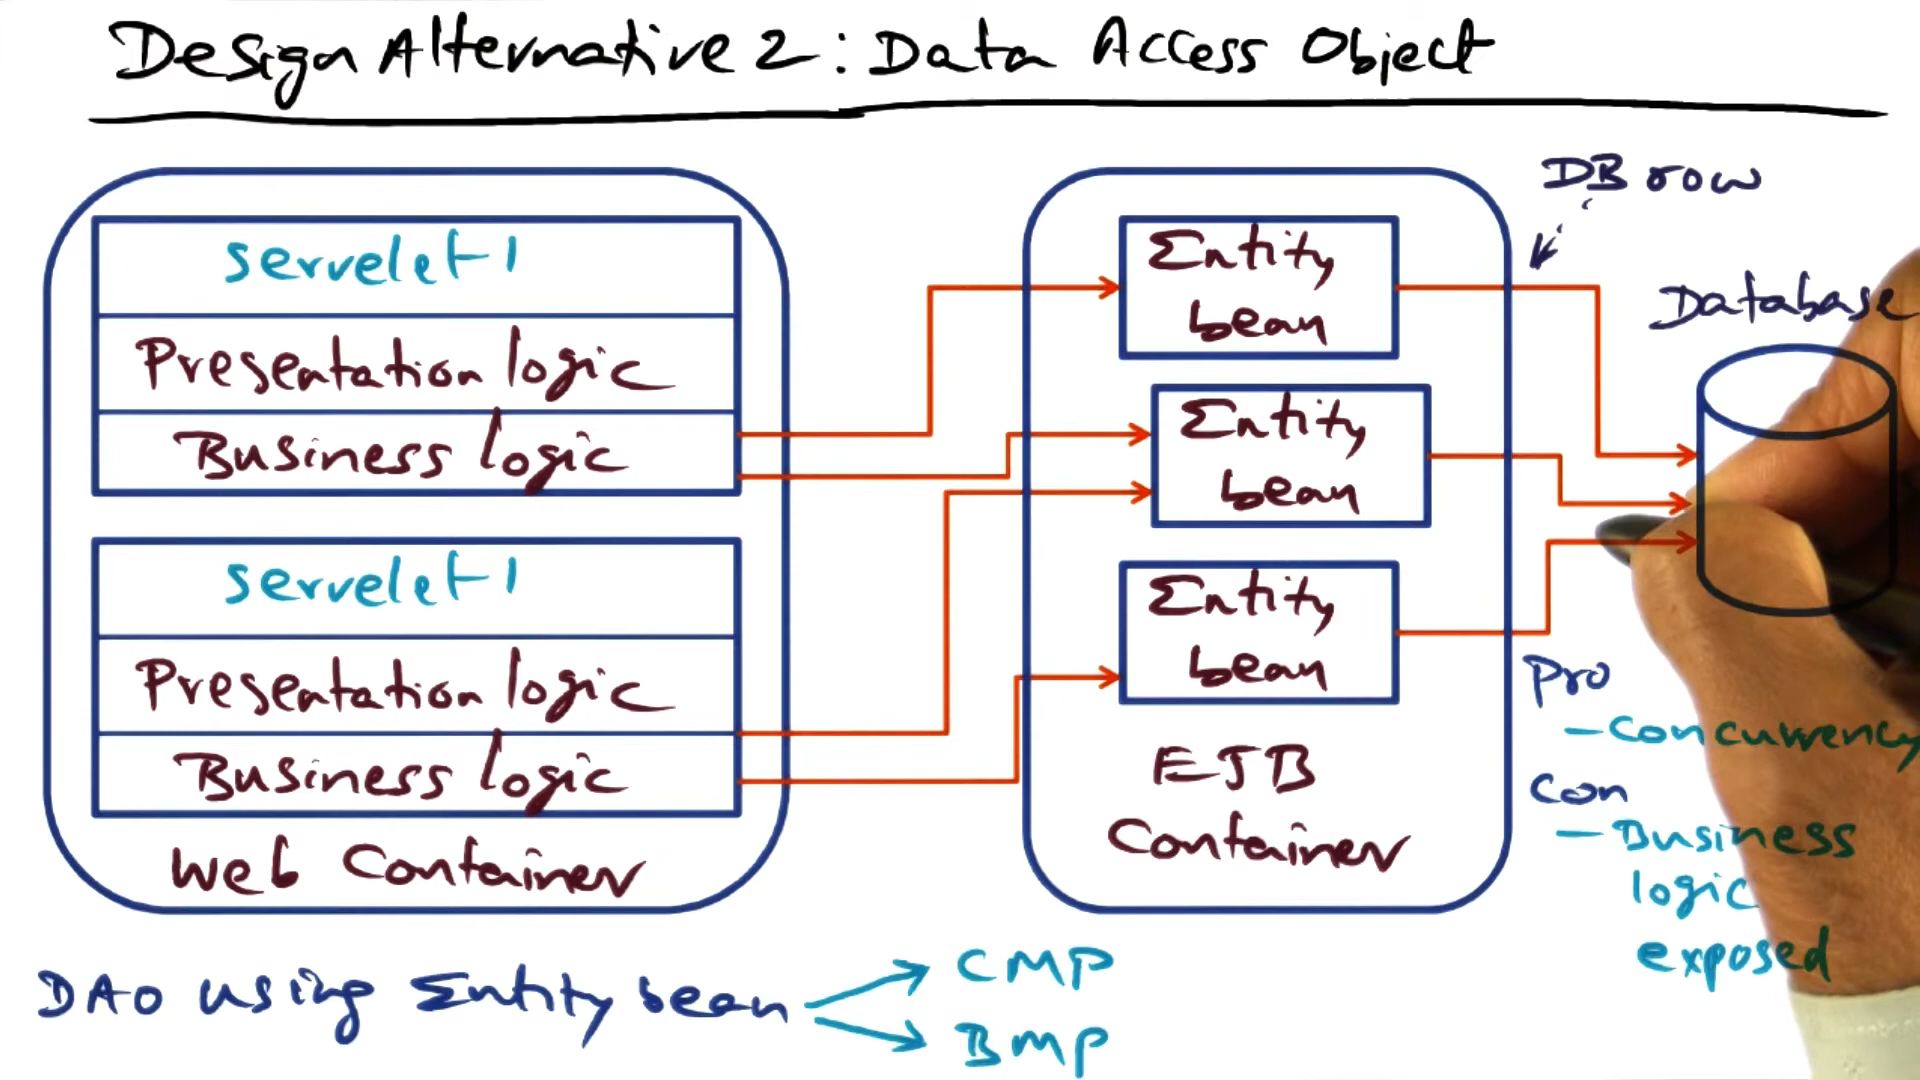 Design Alternative 2: Data Access Object
servelet 1
Presentation logic
Business logic
servelet 1
Presentation logic
Business logic
Web Container
Entity
bean
Entity
bean
Entity
bean
EJB
Container
DB row
Database
Pro
- Concurrency
Con
- Business
logic
exposed
DAO using Entity bean
CMP
BMP